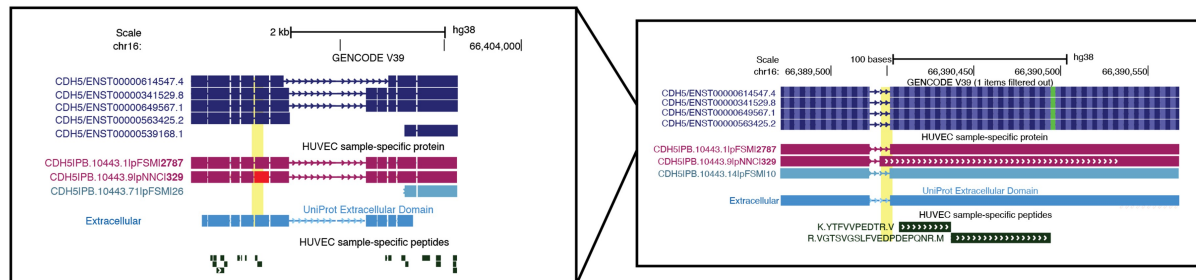 Scale 2 kb hg38
chr16: 66,404,000
GENCODE V39
CDH5/ENST00000614547.4
CDH5/ENST00000341529.8
CDH5/ENST00000649567.1
CDH5/ENST00000563425.2
CDH5/ENST00000539168.1
HUVEC sample-specific protein
CDH5|PB.10443.1|pFSM|2787
CDH5|PB.10443.9|pNNC|329
CDH5|PB.10443.71|pFSM|26
UniProt Extracellular Domain
Extracellular
HUVEC sample-specific peptides
Scale 100 bases hg38
chr16: 66,389,500 66,390,450 66,390,500 66,390,550
GENCODE V39 (1 items filtered out)
CDH5/ENST00000614547.4
CDH5/ENST00000341529.8
CDH5/ENST00000649567.1
CDH5/ENST00000563425.2
HUVEC sample-specific protein
CDH5|PB.10443.1|pFSM|2787
CDH5|PB.10443.9|pNNC|329
CDH5|PB.10443.14|pFSM|10
UniProt Extracellular Domain
Extracellular
HUVEC sample-specific peptides
K.YTFVVPEDTR.V
R.VGTSVGSLFVEDPDEPQNR.M